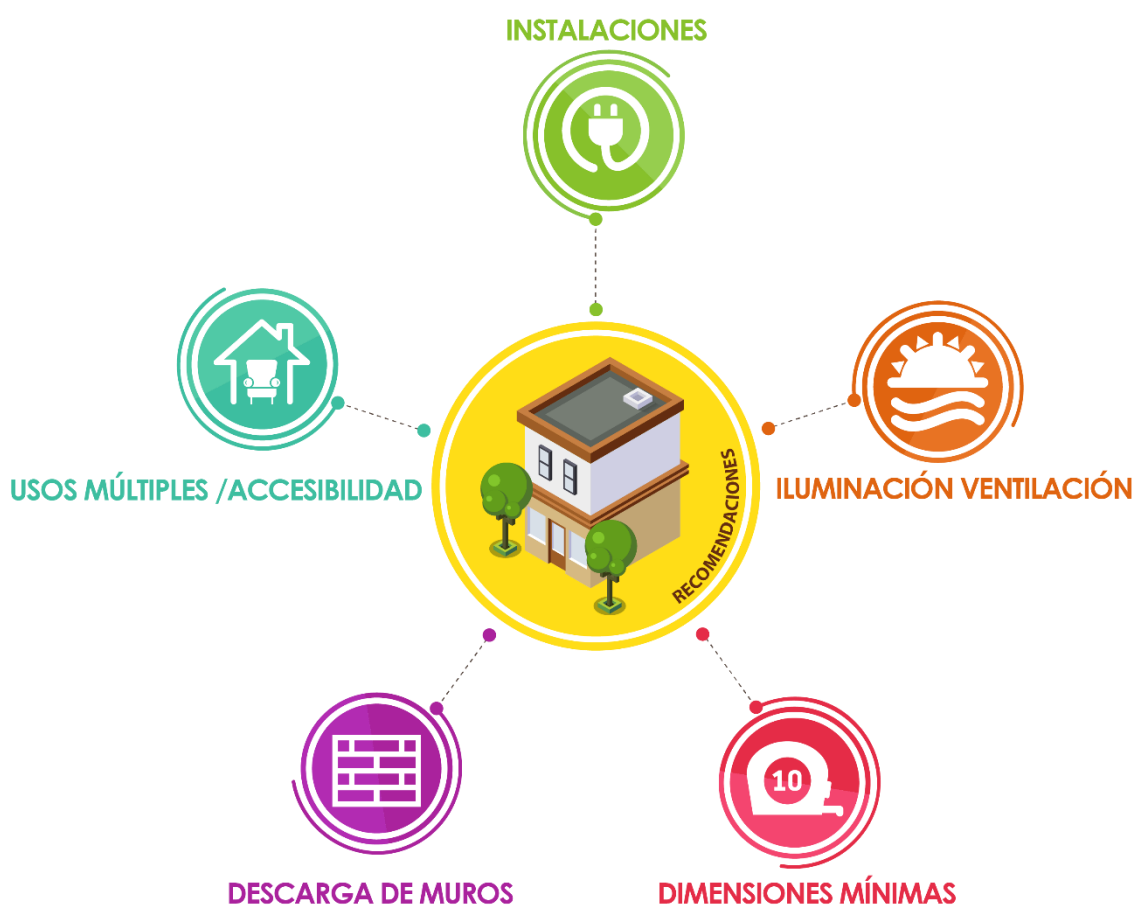 INSTALACIONES
USOS MÚLTIPLES /ACCESIBILIDAD
RECOMENDACIONES
ILUMINACIÓN VENTILACIÓN
10
DESCARGA DE MUROS
DIMENSIONES MÍNIMAS